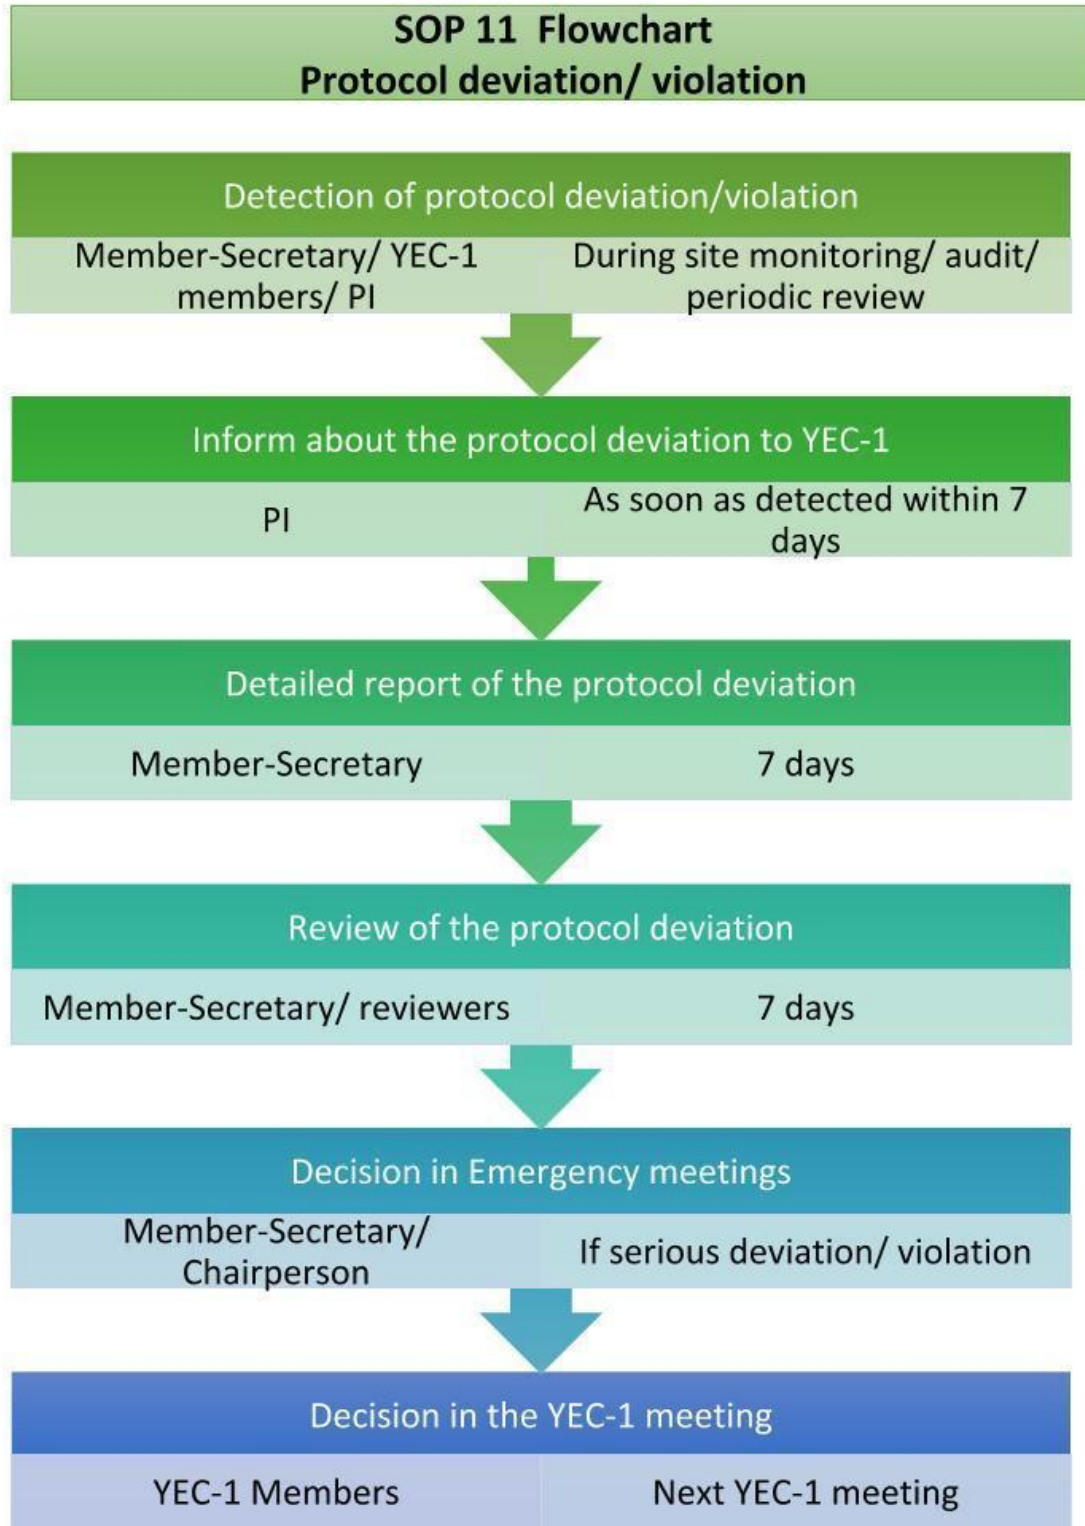 SOP 11 Flowchart
Protocol deviation/ violation
Detection of protocol deviation/violation
Member-Secretary/ YEC-1
members/ PI
During site monitoring/ audit/
periodic review
Inform about the protocol deviation to YEC-1
PI
As soon as detected within 7
days
Detailed report of the protocol deviation
Member-Secretary
7 days
Review of the protocol deviation
Member-Secretary/ reviewers
7 days
Decision in Emergency meetings
Member-Secretary/
Chairperson
If serious deviation/ violation
Decision in the YEC-1 meeting
YEC-1 Members
Next YEC-1 meeting